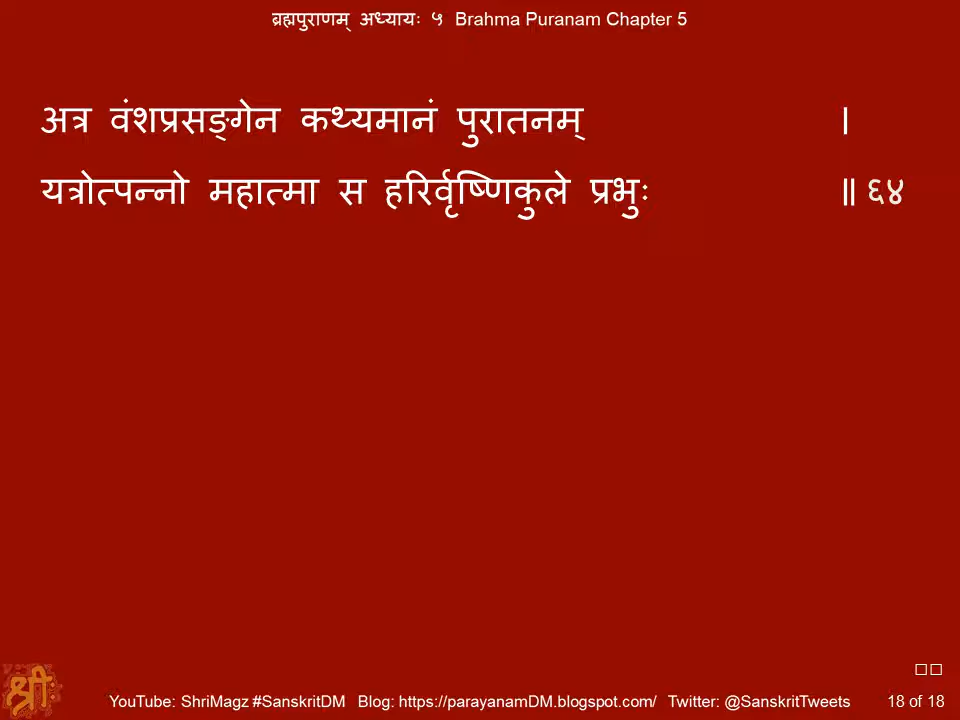 ब्रह्मपुराणम् अध्यायः ५ Brahma Puranam Chapter 5
अत्र वंशप्रसङ्गेन कथ्यमानं पुरातनम् ।
यत्रोत्पन्नो महात्मा स हरिर्वृष्णिकुले प्रभुः ॥ ६४
श्रीः
YouTube: ShriMagz #SanskritDM Blog: https://parayanamDM.blogspot.com/ Twitter: @SanskritTweets 18 of 18